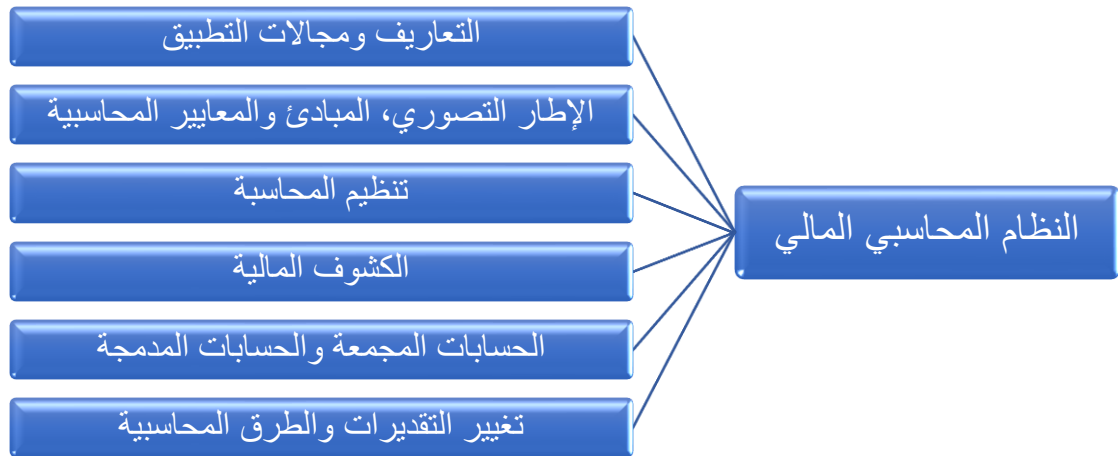 النظام المحاسبي المالي
التعاريف ومجالات التطبيق
الإطار التصوري، المبادئ والمعايير المحاسبية
تنظيم المحاسبة
الكشوف المالية
الحسابات المجمعة والحسابات المدمجة
تغيير التقديرات والطرق المحاسبية